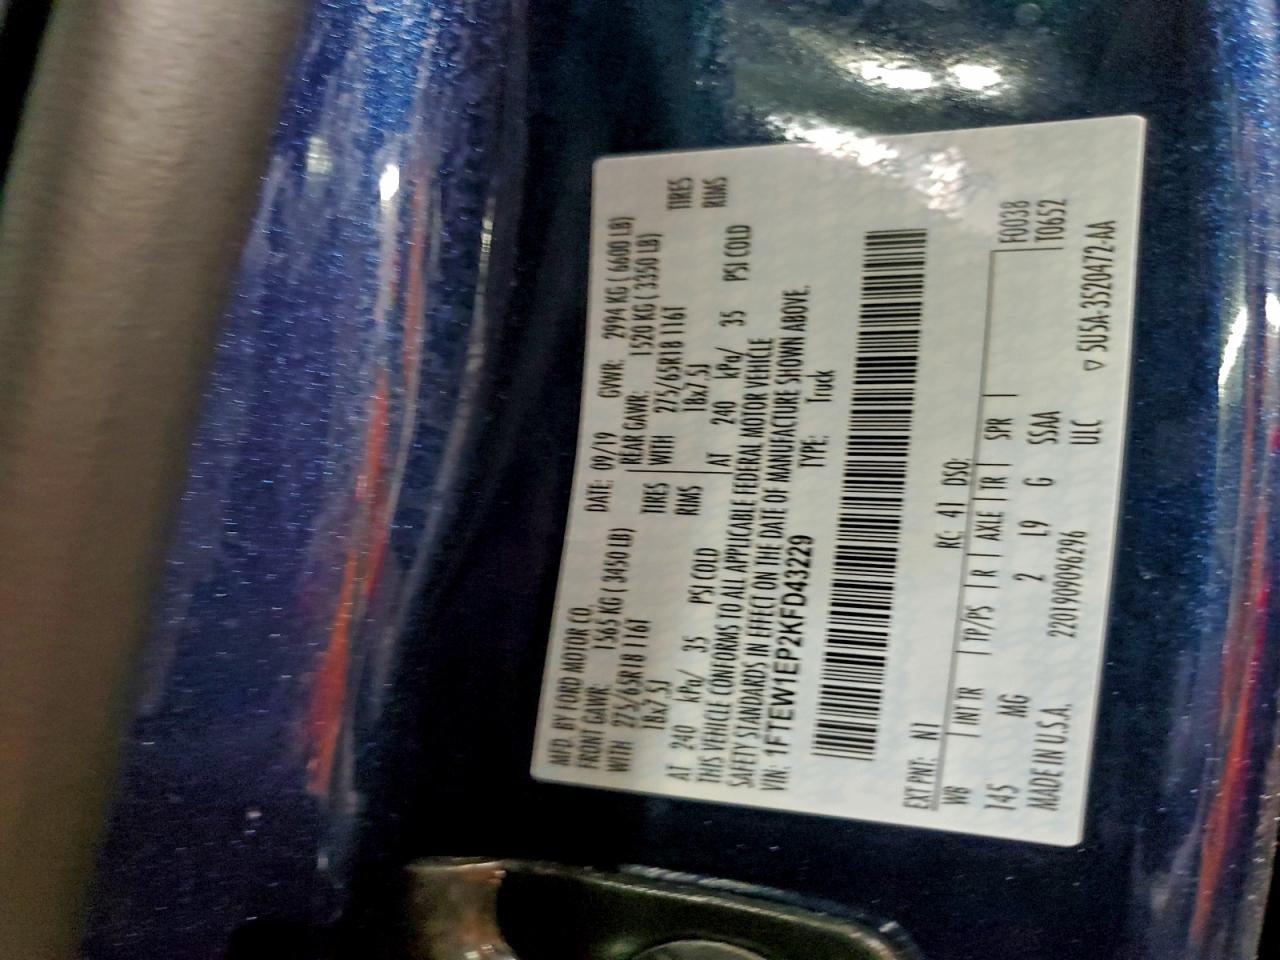 MFD. BY FORD MOTOR CO. DATE: 09/19 GVWR: 2994 KG ( 6600 LB)
FRONT GAWR: 1565 KG ( 3450 LB) REAR GAWR: 1520 KG ( 3350 LB)
WITH 275/65R18 116T TIRES WITH 275/65R18 116T TIRES
18x7.5J RIMS 18x7.5J RIMS
AT 240 kPa/ 35 PSI COLD AT 240 kPa/ 35 PSI COLD
THIS VEHICLE CONFORMS TO ALL APPLICABLE FEDERAL MOTOR VEHICLE
SAFETY STANDARDS IN EFFECT ON THE DATE OF MANUFACTURE SHOWN ABOVE.
VIN: 1FTEW1EP2KFD43229 TYPE: Truck
EXT PNT: N1 RC: 41 DSO: F0038
WB INT TR TP/PS R AXLE TR SPR T0652
145 MG 2 L9 G SSAA
MADE IN U.S.A. 220190909096296 ULC ▽ SU5A-3520472-AA